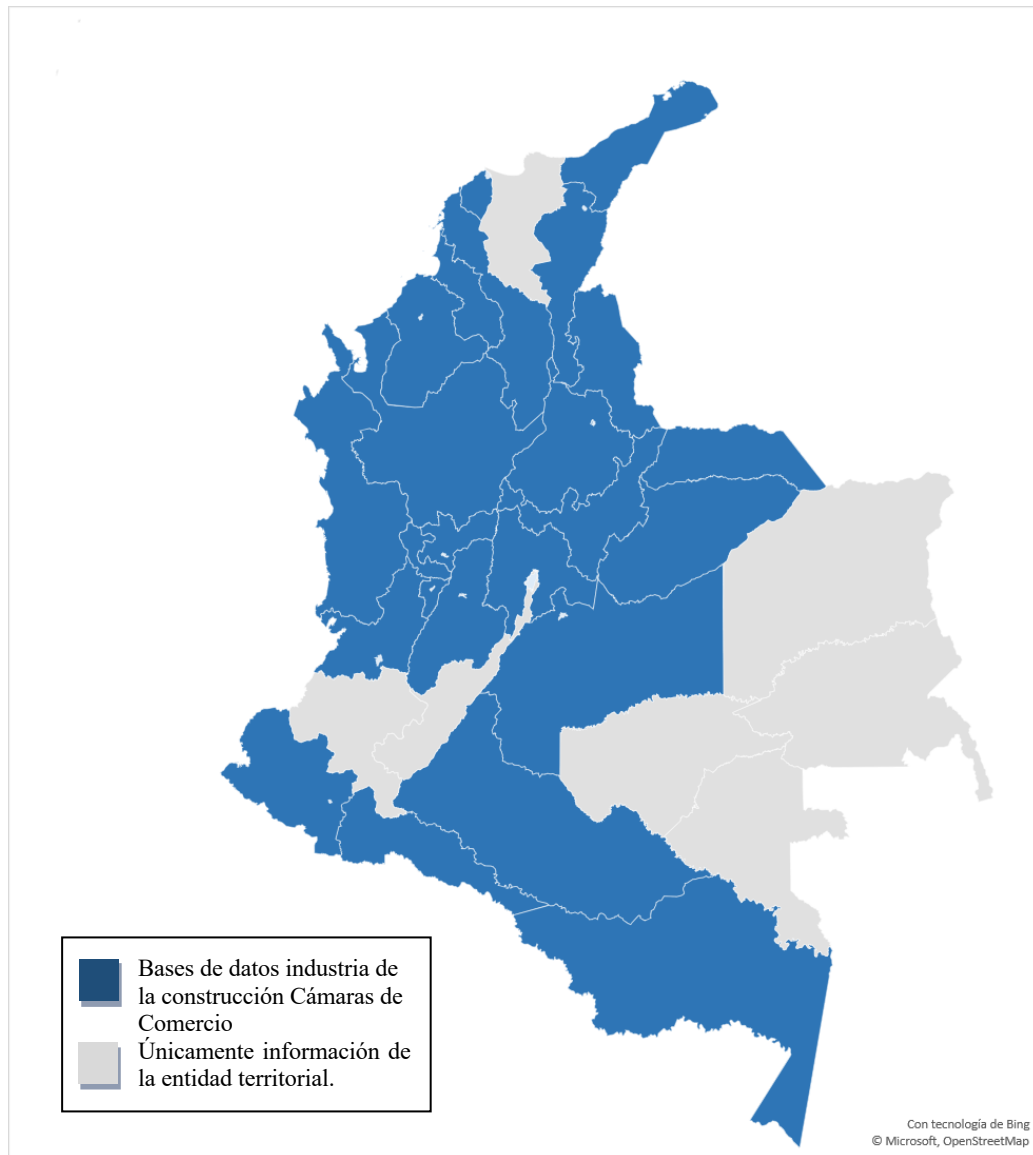 Bases de datos industria de
la construcción Cámaras de
Comercio
Únicamente información de
la entidad territorial.
Con tecnología de Bing
© Microsoft, OpenStreetMap